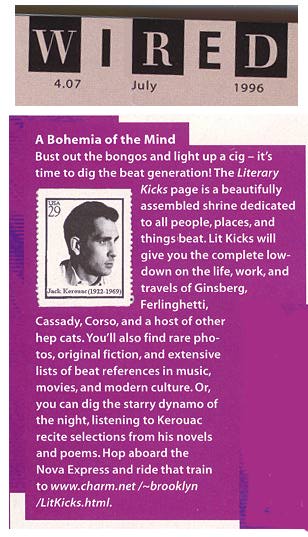 WIRED
4.07 July 1996
A Bohemia of the Mind
Bust out the bongos and light up a cig – it's
time to dig the beat generation! The Literary
Kicks page is a beautifully
assembled shrine dedicated
to all people, places, and
things beat. Lit Kicks will
give you the complete low-
down on the life, work, and
travels of Ginsberg,
Ferlinghetti,
USA
29
Jack Kerouac (1922-1969)
Cassady, Corso, and a host of other
hep cats. You'll also find rare pho-
tos, original fiction, and extensive
lists of beat references in music,
movies, and modern culture. Or,
you can dig the starry dynamo of
the night, listening to Kerouac
recite selections from his novels
and poems. Hop aboard the
Nova Express and ride that train
to www.charm.net /~brooklyn
/LitKicks.html.